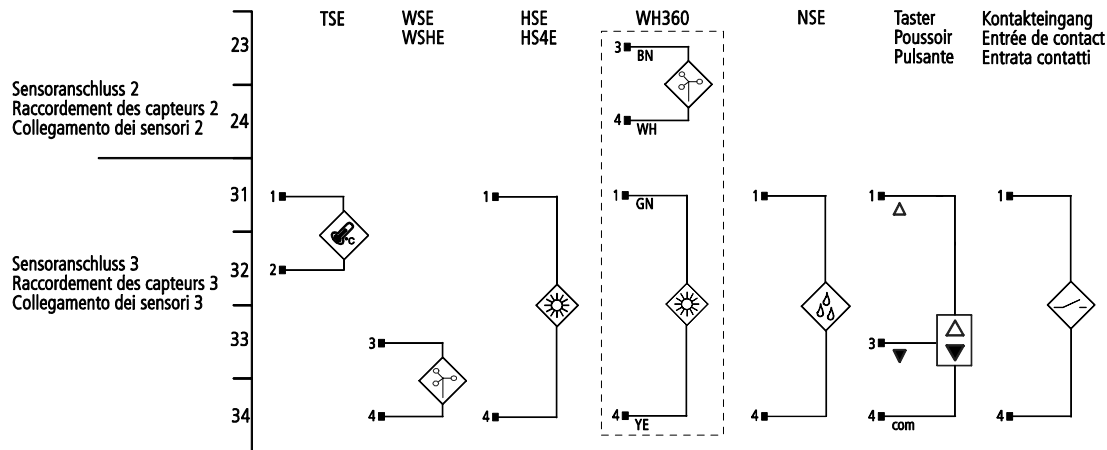 TSE
WSE
WSHE
HSE
HS4E
WH360
NSE
Taster
Poussoir
Pulsante
Kontakteingang
Entrée de contact
Entrata contatti
23
3
BN
Sensoranschluss 2
Raccordement des capteurs 2
Collegamento dei sensori 2
24
4
WH
31
1
1
1
GN
1
1
1
°C
Sensoranschluss 3
Raccordement des capteurs 3
Collegamento dei sensori 3
32
2
33
3
3
34
4
4
4
YE
4
4
com
4